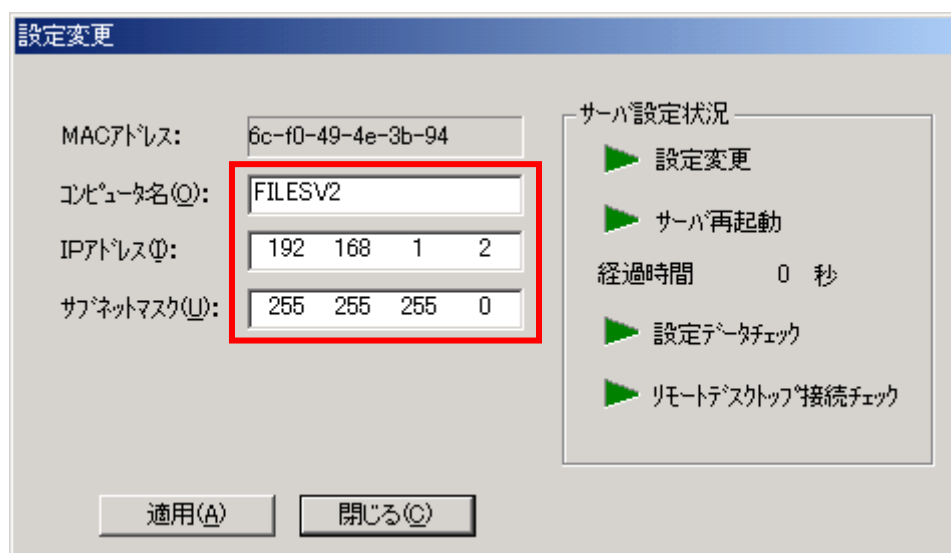 設定変更
MACアドレス: 6c-f0-49-4e-3b-94
コンピュータ名(O): FILESV2
IPアドレス(I): 192 168 1 2
サブネットマスク(U): 255 255 255 0
適用(A) 閉じる(C)
サーバ設定状況
設定変更
サーバ再起動
経過時間 0 秒
設定データチェック
リモートデスクトップ接続チェック